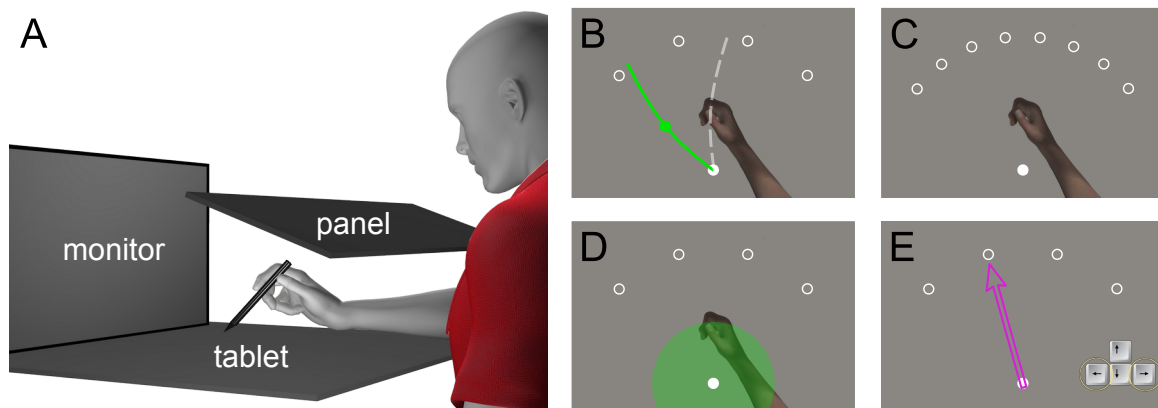 A
monitor
panel
tablet
B
C
D
E
↑
← ↓ →